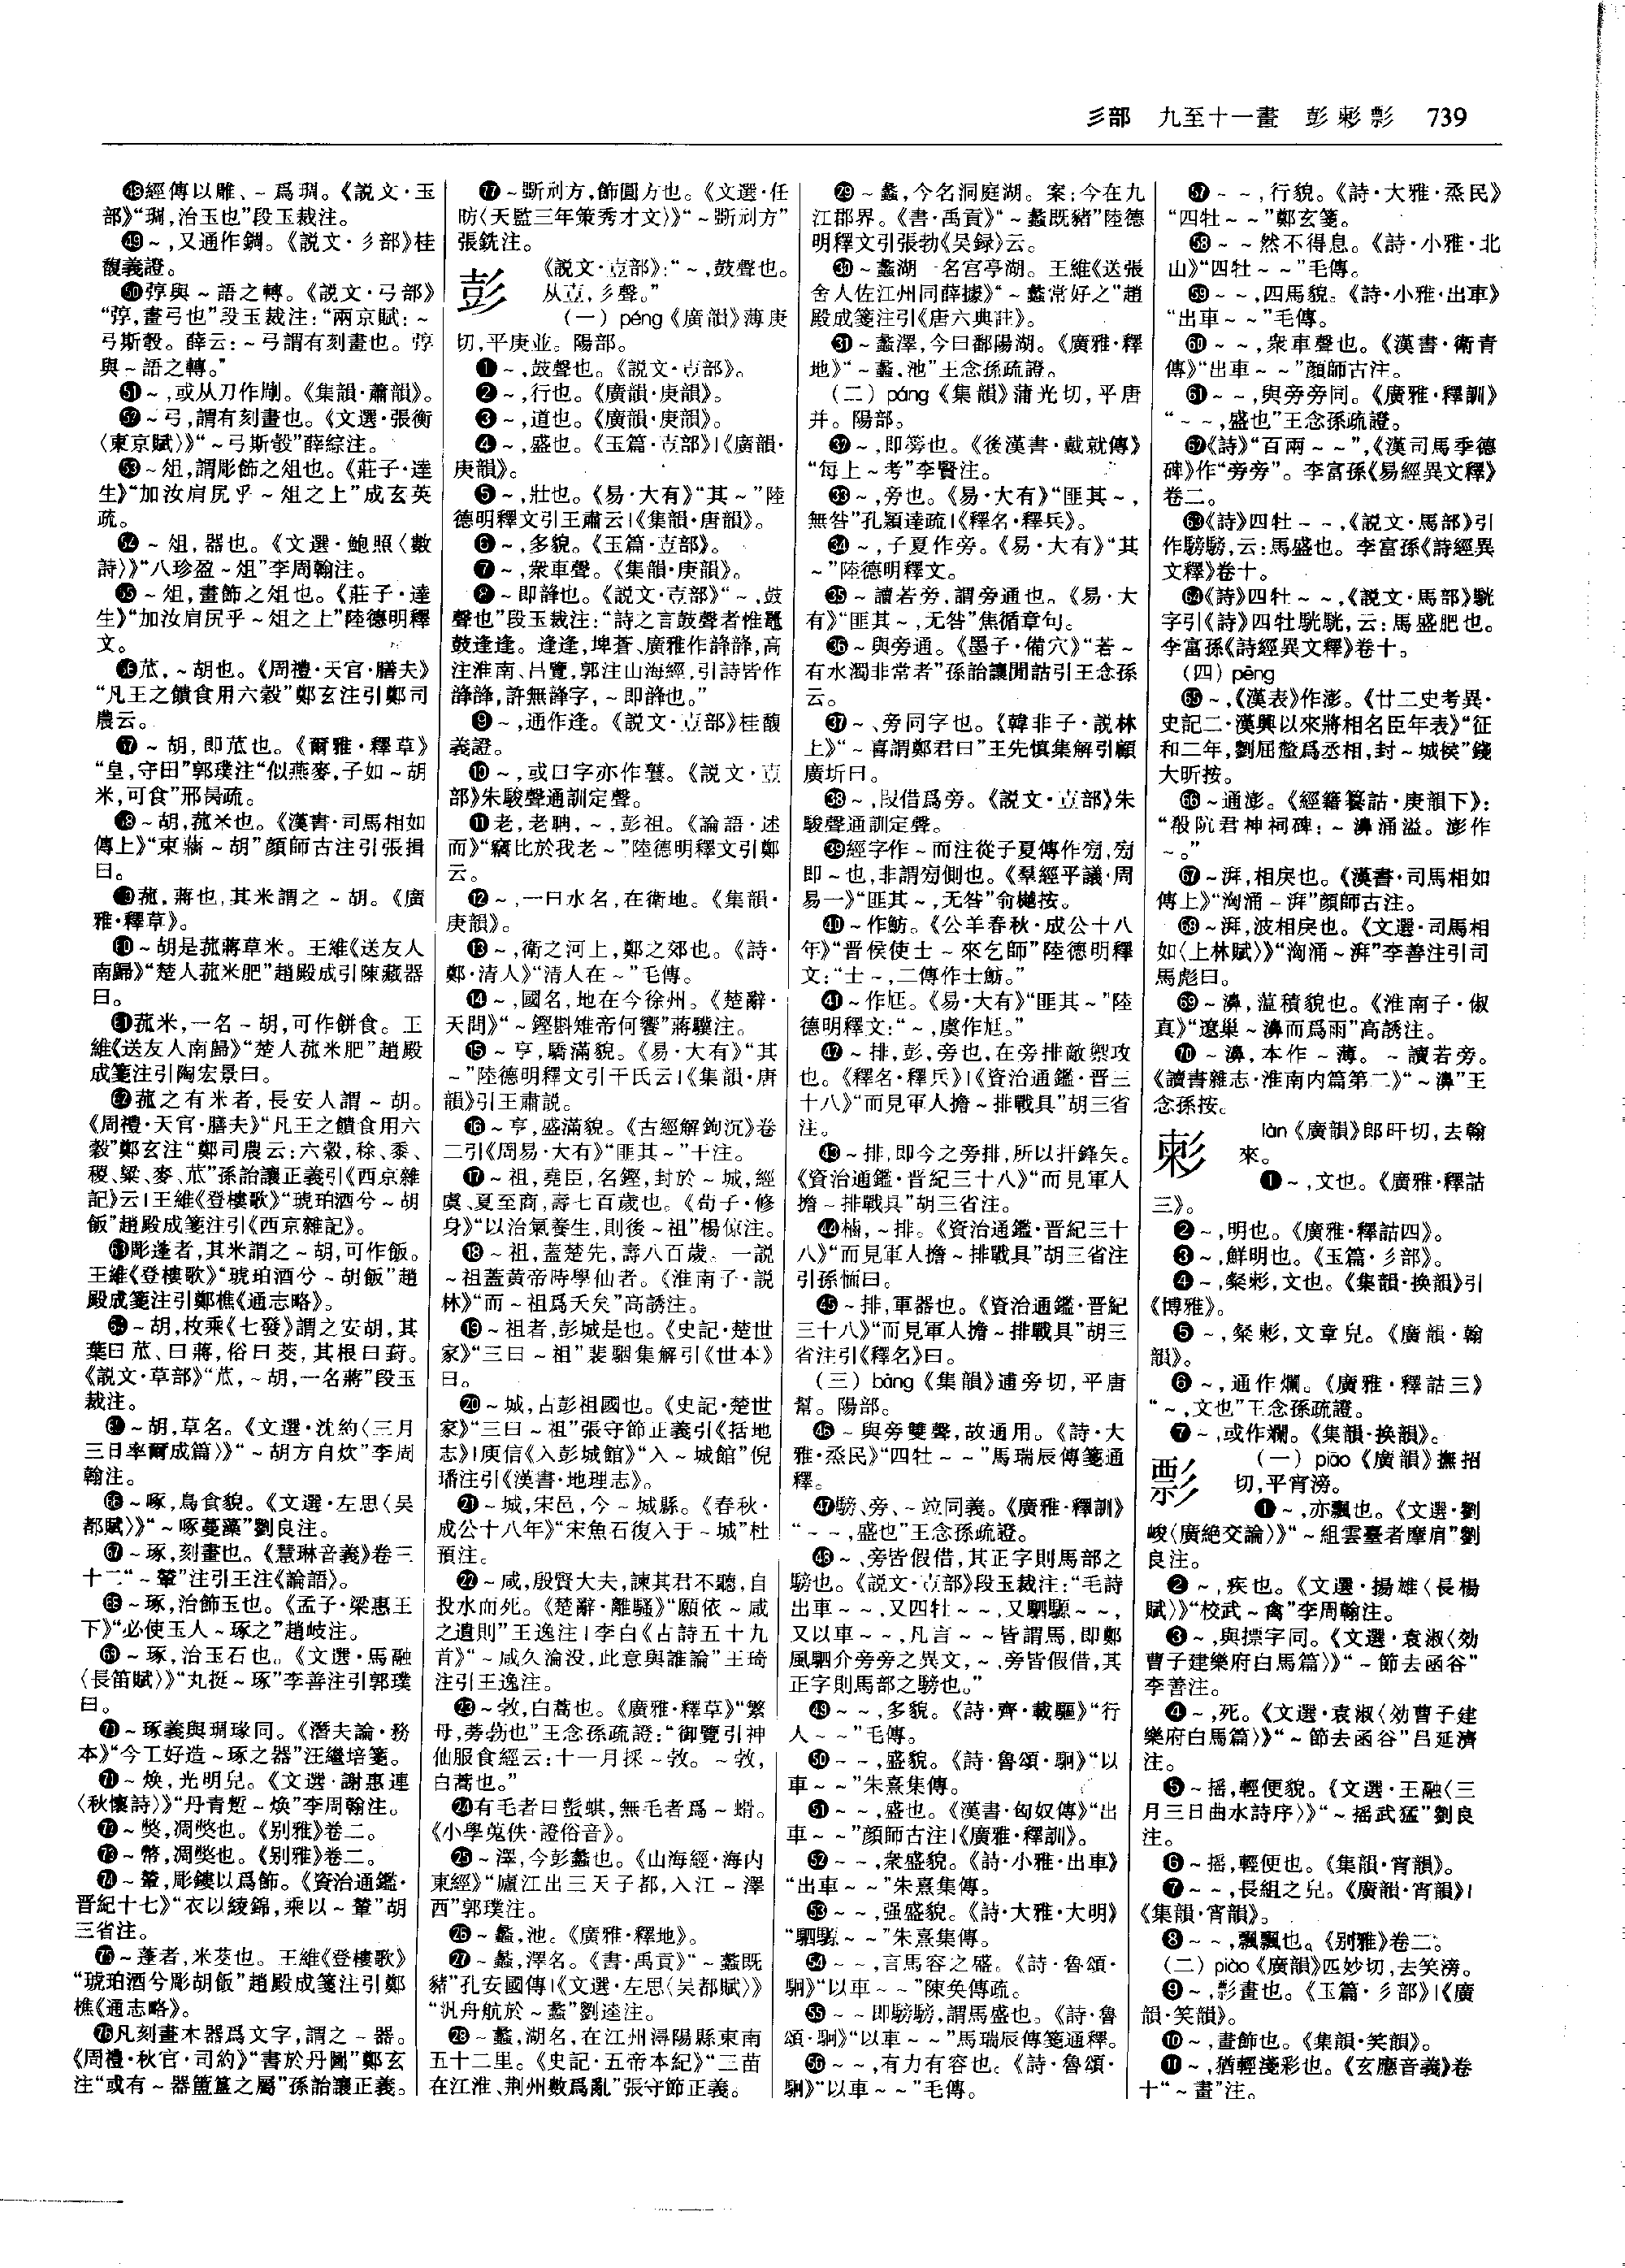 彡部 九至十一畫 彭㣐彯 739
㊽經傳以雕、~爲琱。《説文·玉
部》“琱,治玉也”段玉裁注。
㊾~,又通作鐧。《説文·彡部》桂
馥義證。
㊿弴與~語之轉。《説文·弓部》
“弴,畫弓也”段玉裁注:“兩京賦:~
弓斯彀。薛云:~弓謂有刻畫也。弴
與~語之轉。”
51~,或从刀作剮。《集韻·蕭韻》。
52~弓,謂有刻畫也。《文選·張衡
〈東京賦〉》“~弓斯彀”薛綜注。
53~俎,謂彫飾之俎也。《莊子·達
生》“加汝肩尻乎~俎之上”成玄英
疏。
54~俎,器也。《文選·鮑照〈數
詩〉》“八珍盈~俎”李周翰注。
55~俎,畫飾之俎也。《莊子·達
生》“加汝肩尻乎~俎之上”陸德明釋
文。
56苽,~胡也。《周禮·天官·膳夫》
“凡王之饋食用六穀”鄭玄注引鄭司
農云。
57~胡,即苽也。《爾雅·釋草》
“皇,守田”郭璞注“似燕麥,子如~胡
米,可食”邢昺疏。
58~胡,菰米也。《漢書·司馬相如
傳上》“東蘠~胡”顏師古注引張揖
曰。
59菰,蔣也,其米謂之~胡。《廣
雅·釋草》。
60~胡是菰蔣草米。王維《送友人
南歸》“楚人菰米肥”趙殿成引陳藏器
曰。
61菰米,一名~胡,可作餅食。王
維《送友人南歸》“楚人菰米肥”趙殿
成箋注引陶宏景曰。
62菰之有米者,長安人謂~胡。
《周禮·天官·膳夫》“凡王之饋食用六
穀”鄭玄注“鄭司農云:六穀,稌、黍、
稷、粱、麥、苽”孫詒讓正義引《西京雜
記》云|王維《登樓歌》“琥珀酒兮~胡
飯”趙殿成箋注引《西京雜記》。
63彫蓬者,其米謂之~胡,可作飯。
王維《登樓歌》“琥珀酒兮~胡飯”趙
殿成箋注引鄭樵《通志略》。
64~胡,枚乘《七發》謂之安胡,其
葉曰苽、曰蔣,俗曰茭,其根曰葑。
《説文·草部》“苽,~胡,一名蔣”段玉
裁注。
65~胡,草名。《文選·沈約〈三月
三日率爾成篇〉》“~胡方自炊”李周
翰注。
66~啄,鳥食貌。《文選·左思〈吴
都賦〉》“~啄蔓藻”劉良注。
67~琢,刻畫也。《慧琳音義》卷三
十二“~輦”注引王注《論語》。
68~琢,治飾玉也。《孟子·梁惠王
下》“必使玉人~琢之”趙岐注。
69~琢,治玉石也。《文選·馬融
〈長笛賦〉》“丸挺~琢”李善注引郭璞
曰。
70~琢義與琱瑑同。《潛夫論·務
本》“今工好造~琢之器”汪繼培箋。
71~焕,光明皃。《文選·謝惠連
〈秋懷詩〉》“丹青暫~焕”李周翰注。
72~獘,凋獘也。《别雅》卷二。
73~幣,凋獘也。《别雅》卷二。
74~輦,彫鏤以爲飾。《資治通鑑·
晋紀十七》“衣以綾錦,乘以~輦”胡
三省注。
75~蓬者,米茭也。王維《登樓歌》
“琥珀酒兮彫胡飯”趙殿成箋注引鄭
樵《通志略》。
76凡刻畫木器爲文字,謂之~器。
《周禮·秋官·司約》“書於丹圖”鄭玄
注“或有~器簠簋之屬”孫詒讓正義。
77~斲刓方,飾圓方也。《文選·任
昉〈天監三年策秀才文〉》“~斲刓方”
張銑注。
彭
《説文·壴部》:“~,鼓聲也。
从壴,彡聲。”
(一) péng《廣韻》薄庚
切,平庚並。陽部。
❶~,鼓聲也。《説文·壴部》。
❷~,行也。《廣韻·庚韻》。
❸~,道也。《廣韻·庚韻》。
❹~,盛也。《玉篇·壴部》|《廣韻·
庚韻》。
❺~,壯也。《易·大有》“其~”陸
德明釋文引王肅云|《集韻·唐韻》。
❻~,多貌。《玉篇·壴部》。
❼~,衆車聲。《集韻·庚韻》。
❽~即韸也。《説文·壴部》“~,鼓
聲也”段玉裁注:“詩之言鼓聲者惟鼉
鼓逢逢。逢逢,埤蒼、廣雅作韸韸,高
注淮南、吕覽,郭注山海經,引詩皆作
韸韸,許無韸字,~即韸也。”
❾~,通作逢。《説文·壴部》桂馥
義證。
❿~,或曰字亦作鼚。《説文·壴
部》朱駿聲通訓定聲。
⓫老,老聃,~,彭祖。《論語·述
而》“竊比於我老~”陸德明釋文引鄭
云。
⓬~,一曰水名,在衛地。《集韻·
庚韻》。
⓭~,衛之河上,鄭之郊也。《詩·
鄭·清人》“清人在~”毛傳。
⓮~,國名,地在今徐州。《楚辭·
天問》“~鏗斟雉帝何饗”蔣驥注。
⓯~亨,驕滿貌。《易·大有》“其
~”陸德明釋文引干氏云|《集韻·唐
韻》引王肅説。
⓰~亨,盛滿貌。《古經解鉤沉》卷
二引《周易·大有》“匪其~”干注。
⓱~祖,堯臣,名鏗,封於~城,經
虞、夏至商,壽七百歲也。《荀子·修
身》“以治氣養生,則後~祖”楊倞注。
⓲~祖,蓋楚先,壽八百歲。一説
~祖蓋黄帝時學仙者。《淮南子·説
林》“而~祖爲夭矣”高誘注。
⓳~祖者,彭城是也。《史記·楚世
家》“三曰~祖”裴駰集解引《世本》
曰。
⓴~城,古彭祖國也。《史記·楚世
家》“三曰~祖”張守節正義引《括地
志》|庾信《入彭城館》“入~城館”倪
璠注引《漢書·地理志》。
21~城,宋邑,今~城縣。《春秋·
成公十八年》“宋魚石復入于~城”杜
預注。
22~咸,殷賢大夫,諫其君不聽,自
投水而死。《楚辭·離騷》“願依~咸
之遺則”王逸注|李白《古詩五十九
首》“~咸久淪没,此意與誰論”王琦
注引王逸注。
23~勃,白蒿也。《廣雅·釋草》“繁
母,蒡葧也”王念孫疏證:“御覽引神
仙服食經云:十一月採~勃。~勃,
白蒿也。”
24有毛者曰蟚蜞,無毛者爲~蜎。
《小學蒐佚·證俗音》。
25~澤,今彭蠡也。《山海經·海内
東經》“廬江出三天子都,入江~澤
西”郭璞注。
26~蠡,池。《廣雅·釋地》。
27~蠡,澤名。《書·禹貢》“~蠡既
豬”孔安國傳|《文選·左思〈吴都賦〉》
“汎舟航於~蠡”劉逵注。
28~蠡,湖名,在江州潯陽縣東南
五十二里。《史記·五帝本紀》“三苗
在江淮、荆州數爲亂”張守節正義。
29~蠡,今名洞庭湖。案:今在九
江郡界。《書·禹貢》“~蠡既豬”陸德
明釋文引張勃《吴録》云。
30~蠡湖一名宫亭湖。王維《送張
舍人佐江州同薛據》“~蠡常好之”趙
殿成箋注引《唐六典註》。
31~蠡澤,今曰鄱陽湖。《廣雅·釋
地》“~蠡,池”王念孫疏證。
(二) páng《集韻》蒲光切,平唐
并。陽部。
32~,即篣也。《後漢書·戴就傳》
“每上~考”李賢注。
33~,旁也。《易·大有》“匪其~,
無咎”孔穎達疏|《釋名·釋兵》。
34~,子夏作旁。《易·大有》“其
~”陸德明釋文。
35~讀若旁,謂旁通也。《易·大
有》“匪其~,无咎”焦循章句。
36~與旁通。《墨子·備穴》“若~
有水濁非常者”孫詒讓閒詁引王念孫
云。
37~、旁同字也。《韓非子·説林
上》“~喜謂鄭君曰”王先慎集解引顧
廣圻曰。
38~,叚借爲旁。《説文·壴部》朱
駿聲通訓定聲。
39經字作~而注從子夏傳作旁,旁
即~也,非謂旁側也。《羣經平議·周
易一》“匪其~,无咎”俞樾按。
40~作魴。《公羊春秋·成公十八
年》“晋侯使士~來乞師”陸德明釋
文:“士~,二傳作士魴。”
41~作尫。《易·大有》“匪其~”陸
德明釋文:“~,虞作尫。”
42~排,彭,旁也,在旁排敵禦攻
也。《釋名·釋兵》|《資治通鑑·晋三
十八》“而見軍人擔~排戰具”胡三省
注。
43~排,即今之旁排,所以扞鋒矢。
《資治通鑑·晋紀三十八》“而見軍人
擔~排戰具”胡三省注。
44楯,~排。《資治通鑑·晋紀三十
八》“而見軍人擔~排戰具”胡三省注
引孫愐曰。
45~排,軍器也。《資治通鑑·晋紀
三十八》“而見軍人擔~排戰具”胡三
省注引《釋名》曰。
(三) bāng《集韻》逋旁切,平唐
幫。陽部。
46~與旁雙聲,故通用。《詩·大
雅·烝民》“四牡~~”馬瑞辰傳箋通
釋。
47騯、旁、~竝同義。《廣雅·釋訓》
“~~,盛也”王念孫疏證。
48~、旁皆假借,其正字則馬部之
騯也。《説文·壴部》段玉裁注:“毛詩
出車~~,又四牡~~,又駟騵~~,
又以車~~,凡言~~皆謂馬,即鄭
風駟介旁旁之異文,~、旁皆假借,其
正字則馬部之騯也。”
49~~,多貌。《詩·齊·載驅》“行
人~~”毛傳。
50~~,盛貌。《詩·魯頌·駉》“以
車~~”朱熹集傳。
51~~,盛也。《漢書·匈奴傳》“出
車~~”顏師古注|《廣雅·釋訓》。
52~~,衆盛貌。《詩·小雅·出車》
“出車~~”朱熹集傳。
53~~,强盛貌。《詩·大雅·大明》
“駟騵~~”朱熹集傳。
54~~,言馬容之盛。《詩·魯頌·
駉》“以車~~”陳奂傳疏。
55~~即騯騯,謂馬盛也。《詩·魯
頌·駉》“以車~~”馬瑞辰傳箋通釋。
56~~,有力有容也。《詩·魯頌·
駉》“以車~~”毛傳。
57~~,行貌。《詩·大雅·烝民》
“四牡~~”鄭玄箋。
58~~然不得息。《詩·小雅·北
山》“四牡~~”毛傳。
59~~,四馬貌。《詩·小雅·出車》
“出車~~”毛傳。
60~~,衆車聲也。《漢書·衛青
傳》“出車~~”顏師古注。
61~~,與旁旁同。《廣雅·釋訓》
“~~,盛也”王念孫疏證。
62《詩》“百兩~~”,《漢司馬季德
碑》作“旁旁”。李富孫《易經異文釋》
卷二。
63《詩》四牡~~,《説文·馬部》引
作騯騯,云:馬盛也。李富孫《詩經異
文釋》卷十。
64《詩》四牡~~,《説文·馬部》駫
字引《詩》四牡駫駫,云:馬盛肥也。
李富孫《詩經異文釋》卷十。
(四) pēng
65~,《漢表》作澎。《廿二史考異·
史記二·漢興以來將相名臣年表》“征
和二年,劉屈氂爲丞相,封~城侯”錢
大昕按。
66~通澎。《經籍籑詁·庚韻下》:
“殽阬君神祠碑:~濞涌溢。澎作
~。”
67~湃,相戾也。《漢書·司馬相如
傳上》“洶涌~湃”顏師古注。
68~湃,波相戾也。《文選·司馬相
如〈上林賦〉》“洶涌~湃”李善注引司
馬彪曰。
69~濞,藴積貌也。《淮南子·俶
真》“遼巢~濞而爲雨”高誘注。
70~濞,本作~薄。~讀若旁。
《讀書雜志·淮南内篇第二》“~濞”王
念孫按。
㣐
làn《廣韻》郎旰切,去翰
來。
❶~,文也。《廣雅·釋詁
三》。
❷~,明也。《廣雅·釋詁四》。
❸~,鮮明也。《玉篇·彡部》。
❹~,粲㣐,文也。《集韻·换韻》引
《博雅》。
❺~,粲㣐,文章皃。《廣韻·翰
韻》。
❻~,通作爛。《廣雅·釋詁三》
“~,文也”王念孫疏證。
❼~,或作斕。《集韻·换韻》。
彯
(一) piāo《廣韻》撫招
切,平宵滂。
❶~,亦飄也。《文選·劉
峻〈廣絶交論〉》“~組雲臺者摩肩”劉
良注。
❷~,疾也。《文選·揚雄〈長楊
賦〉》“校武~禽”李周翰注。
❸~,與摽字同。《文選·袁淑〈効
曹子建樂府白馬篇〉》“~節去函谷”
李善注。
❹~,死。《文選·袁淑〈効曹子建
樂府白馬篇〉》“~節去函谷”吕延濟
注。
❺~摇,輕便貌。《文選·王融〈三
月三日曲水詩序〉》“~摇武猛”劉良
注。
❻~摇,輕便也。《集韻·宵韻》。
❼~~,長組之皃。《廣韻·宵韻》|
《集韻·宵韻》。
❽~~,飄飄也。《别雅》卷二。
(二) piào《廣韻》匹妙切,去笑滂。
❾~,影畫也。《玉篇·彡部》|《廣
韻·笑韻》。
❿~,畫飾也。《集韻·笑韻》。
⓫~,猶輕淺彩也。《玄應音義》卷
十“~畫”注。